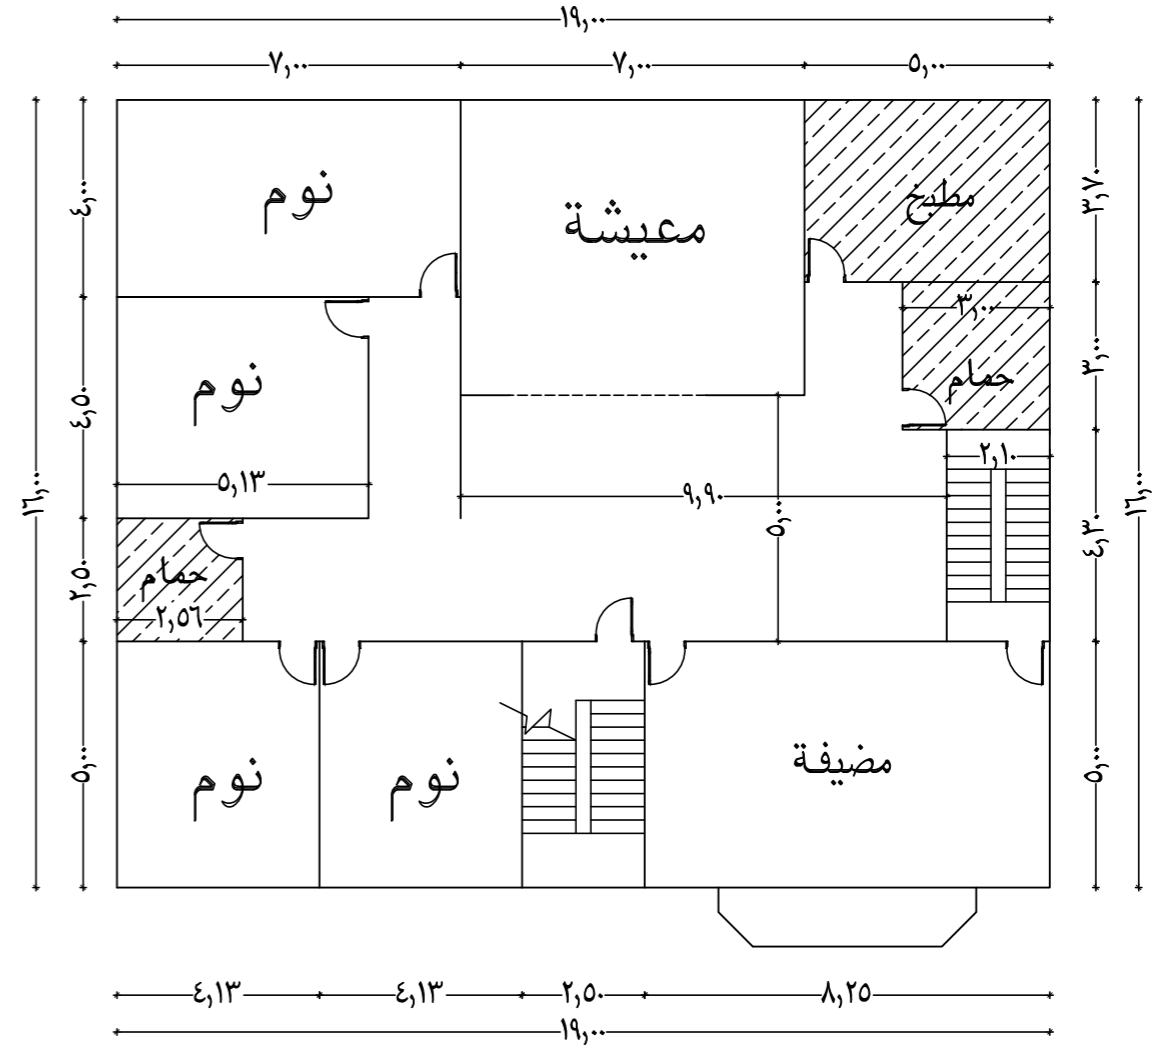 ١٩,٠٠
٧,٠٠ ٧,٠٠ ٥,٠٠
نوم
معيشة
مطبخ
٤,٠٠
٣,٧٠
٣,٠٠
نوم
حمام
٤,٥٠
٣,٠٠
٥,١٣
٢,١٠
٩,٩٠
٥,٠٠
١٦,٠٠
١٦,٠٠
٤,٣٠
حمام
٢,٥٠
٢,٥٦
نوم
نوم
مضيفة
٥,٠٠
٥,٠٠
٤,١٣ ٤,١٣ ٢,٥٠ ٨,٢٥
١٩,٠٠